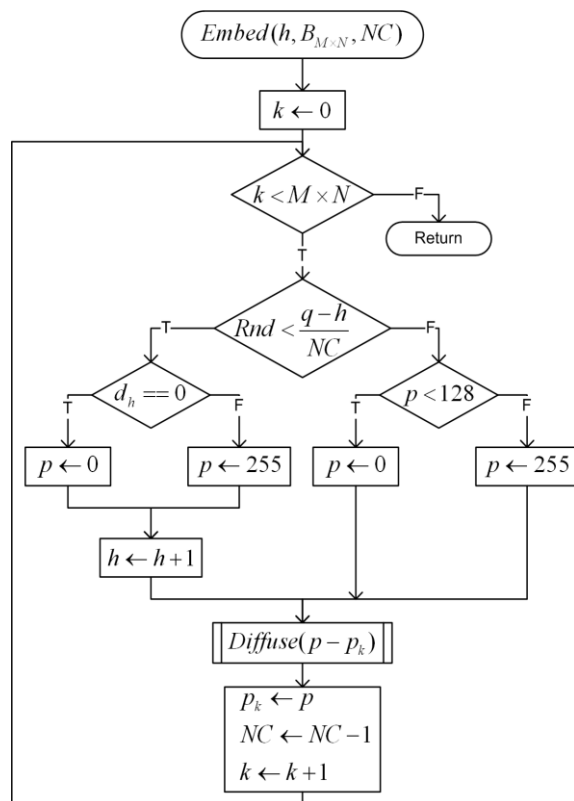 Embed(h, B_{M×N}, NC)
k ← 0
k < M × N
F
Return
T
T
Rnd < \frac{q-h}{NC}
F
d_h == 0
p < 128
T
F
T
F
p ← 0
p ← 255
p ← 0
p ← 255
h ← h+1
Diffuse(p − p_k)
p_k ← p
NC ← NC −1
k ← k+1